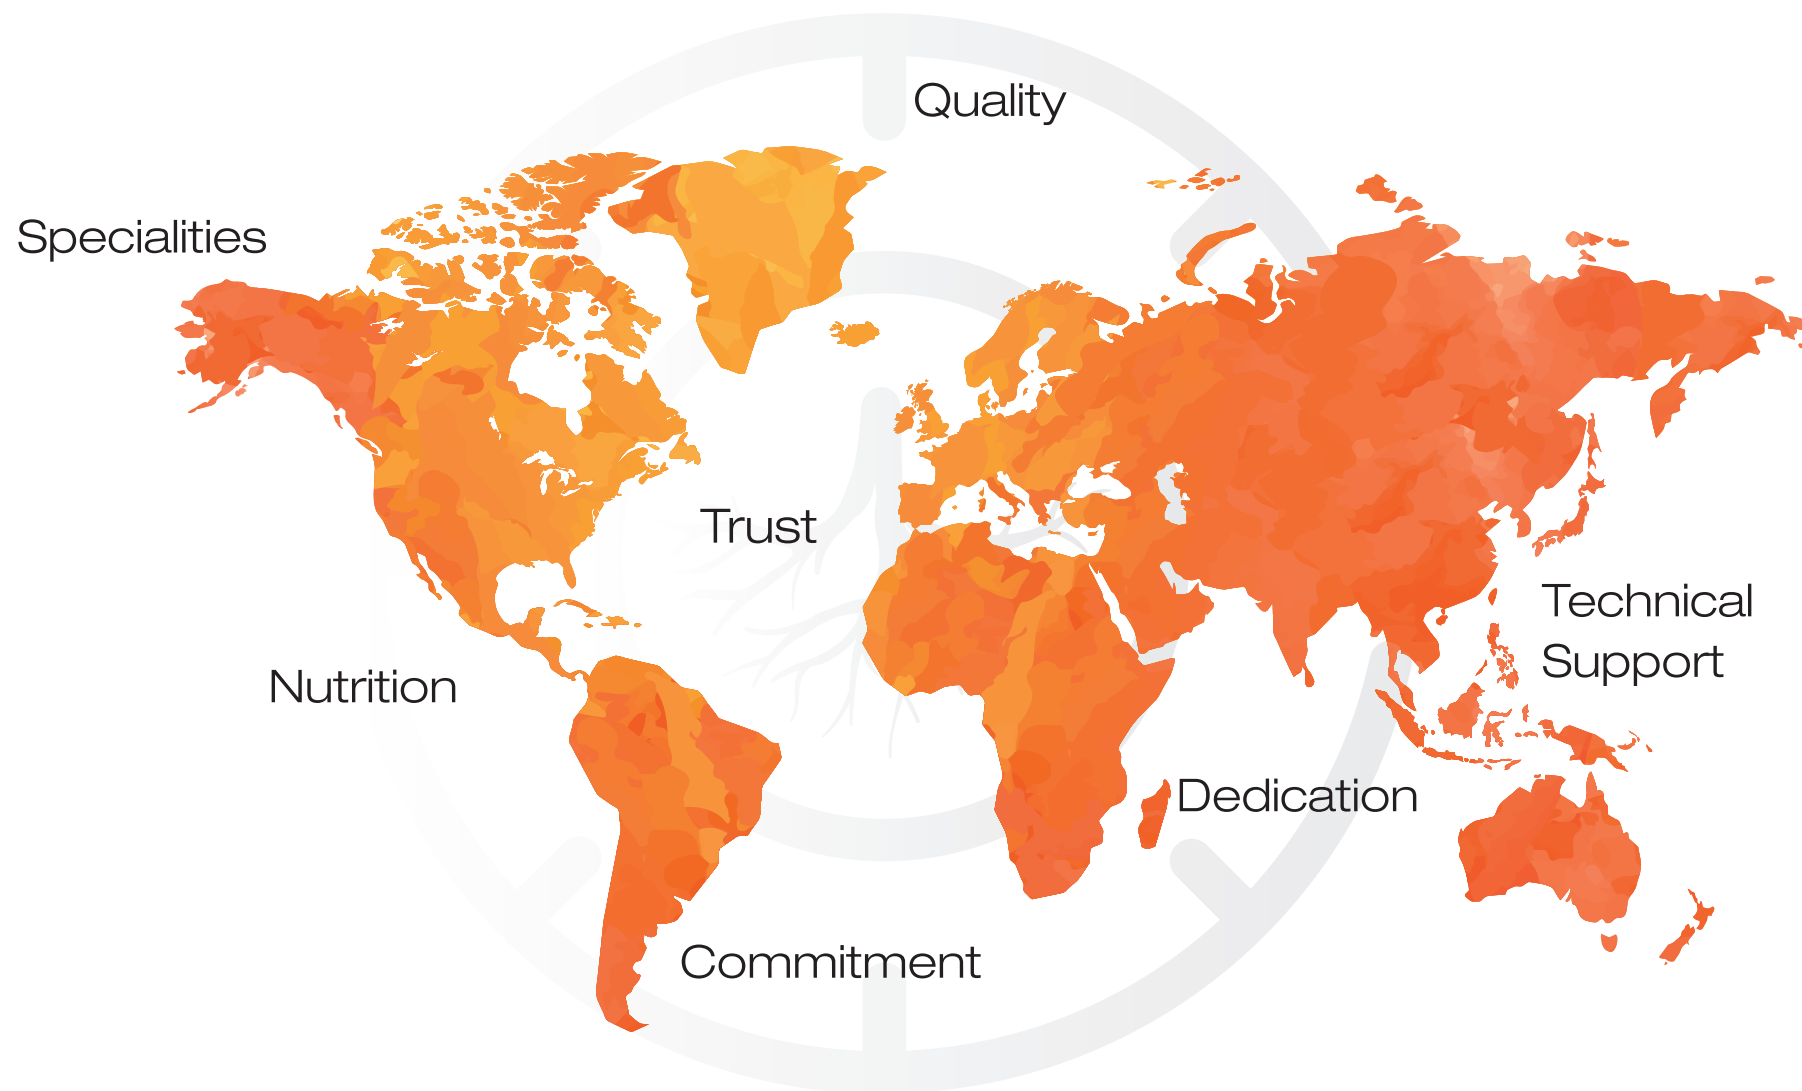 Quality
Specialities
Trust
Technical
Support
Nutrition
Dedication
Commitment